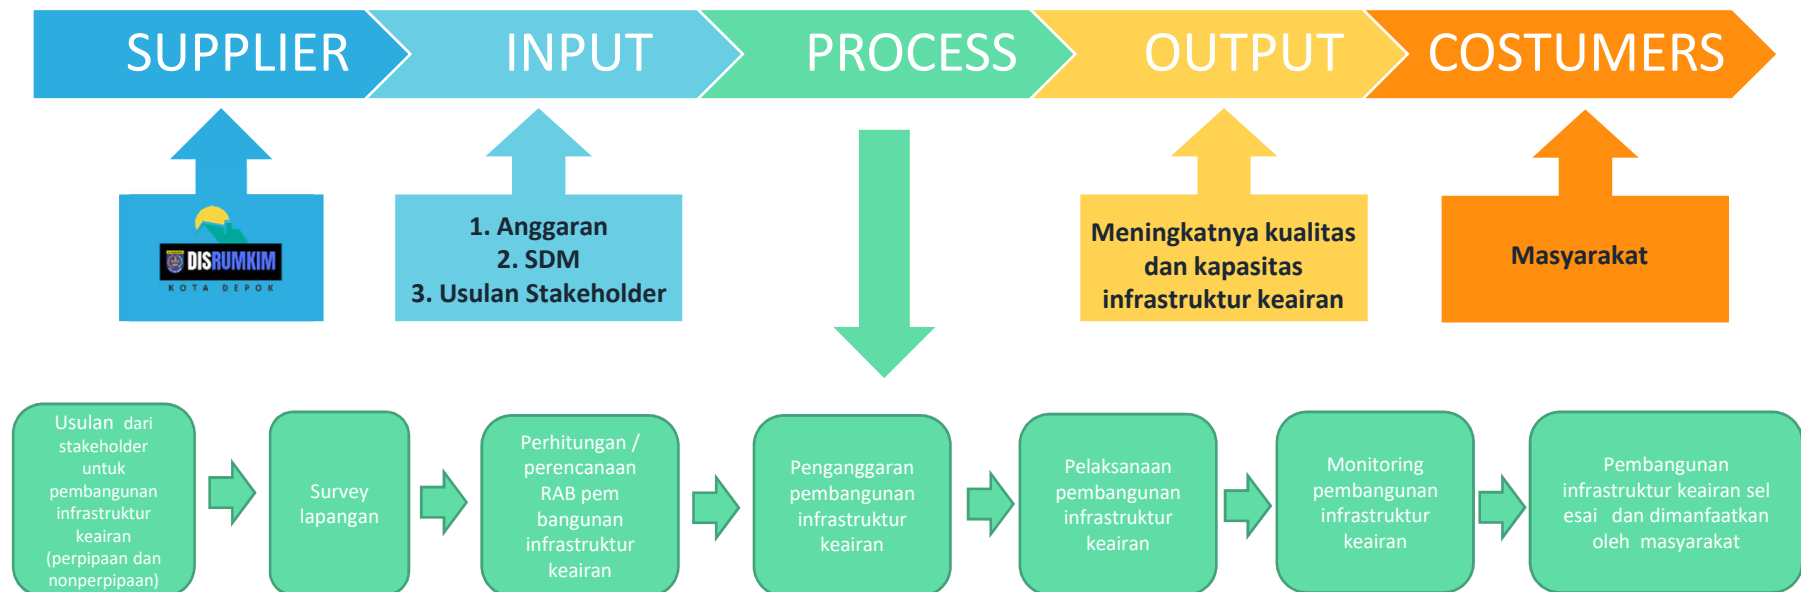 SUPPLIER
INPUT
PROCESS
OUTPUT
COSTUMERS
DISRUMKIM
KOTA DEPOK
1. Anggaran
2. SDM
3. Usulan Stakeholder
Meningkatnya kualitas
dan kapasitas
infrastruktur keairan
Masyarakat
Usulan dari
stakeholder
untuk
pembangunan
infrastruktur
keairan
(perpipaan dan
nonperpipaan)
Survey
lapangan
Perhitungan /
perencanaan
RAB pem
bangunan
infrastruktur
keairan
Penganggaran
pembangunan
infrastruktur
keairan
Pelaksanaan
pembangunan
infrastruktur
keairan
Monitoring
pembangunan
infrastruktur
keairan
Pembangunan
infrastruktur keairan sel
esai dan dimanfaatkan
oleh masyarakat